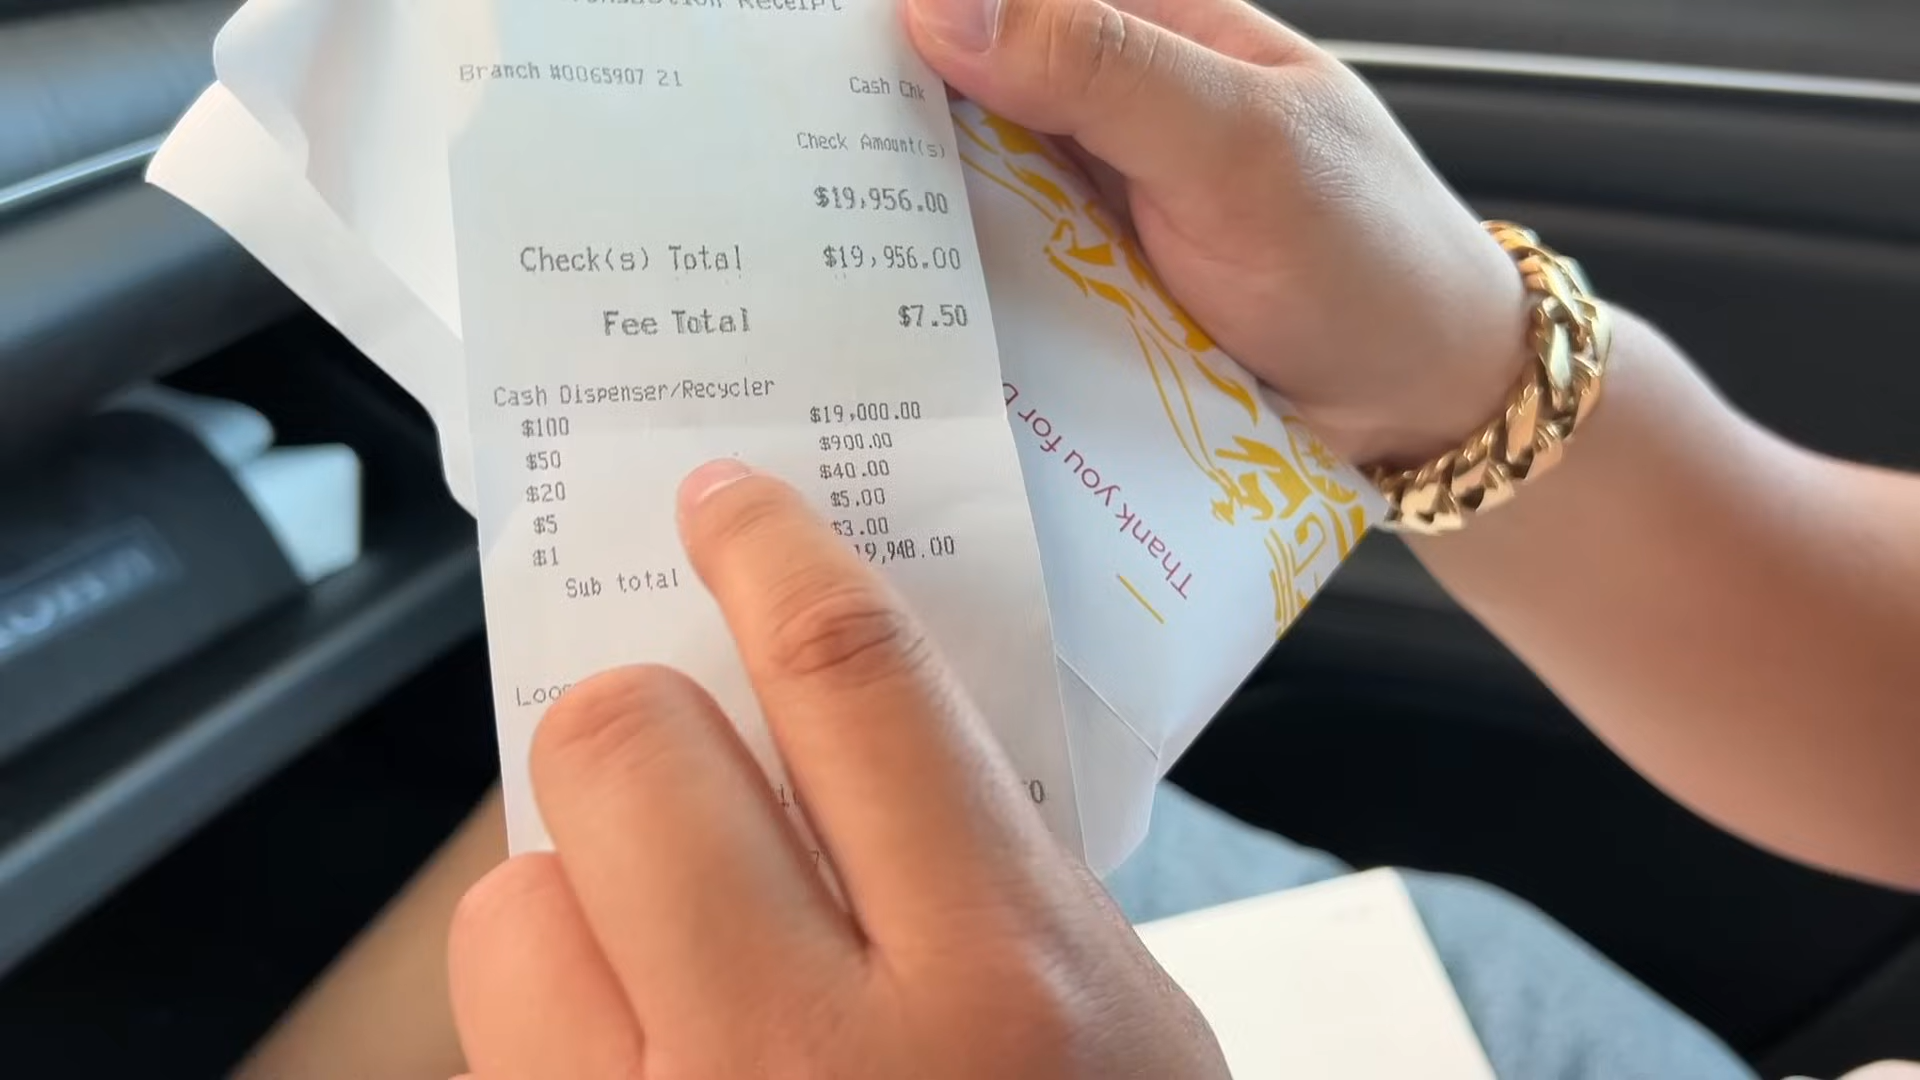 Receipt
Branch #0065907 21
Cash Chk
Check Amount(s)
$19,956.00
Check(s) Total $19,956.00
Fee Total $7.50
Cash Dispenser/Recycler
$100 $19,000.00
$50 $900.00
$20 $40.00
$5 $5.00
$1 $3.00
Sub total 19,948.00
Thank you for